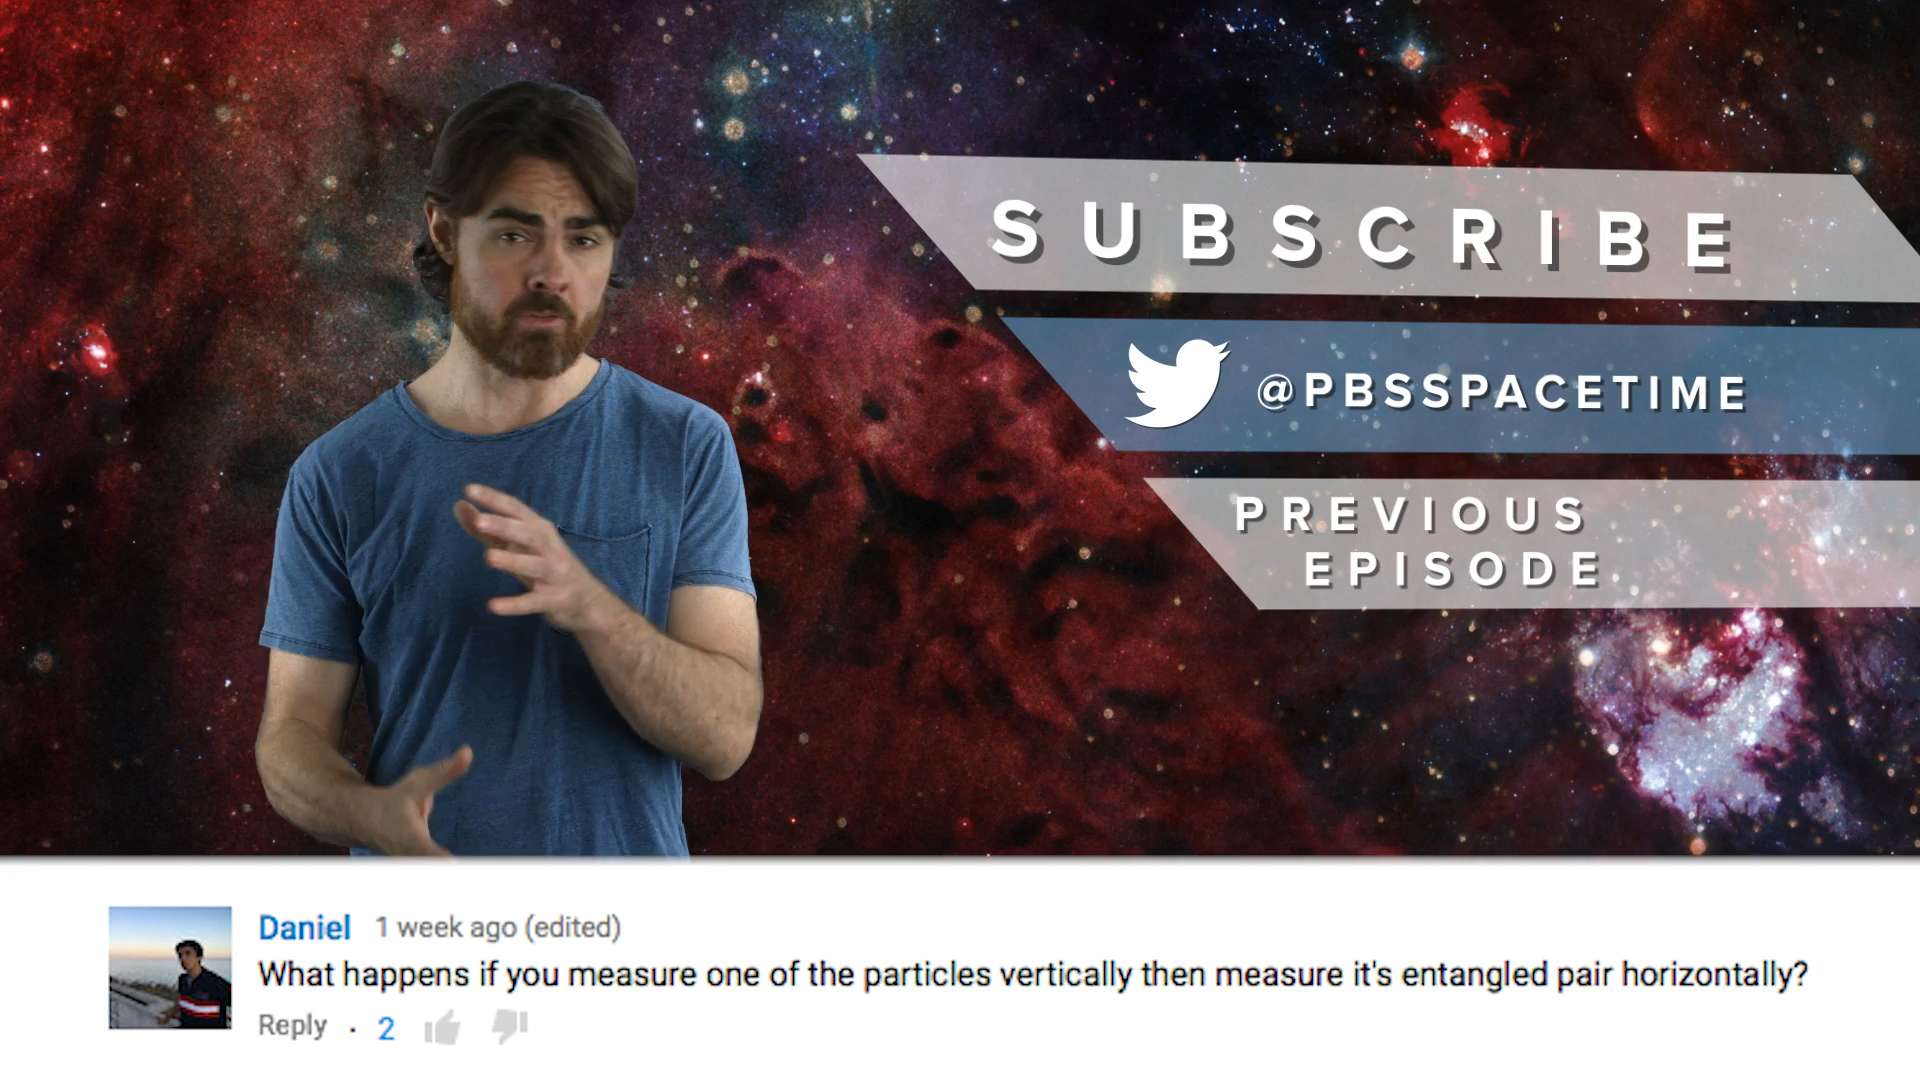 SUBSCRIBE
@PBSSPACETIME
PREVIOUS
EPISODE
Daniel 1 week ago (edited)
What happens if you measure one of the particles vertically then measure it's entangled pair horizontally?
Reply · 2